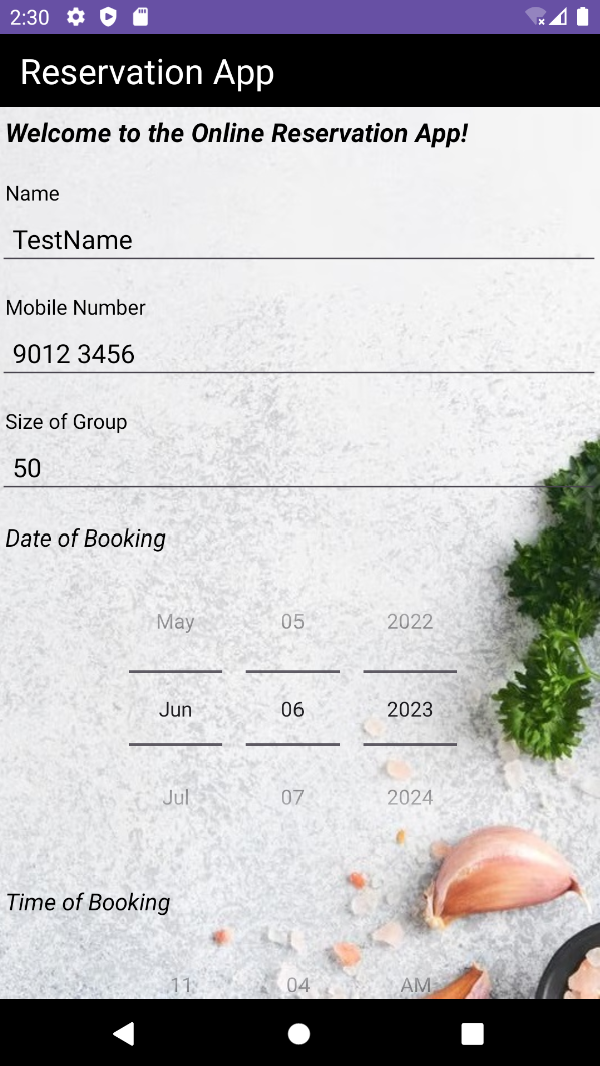 2:30
Reservation App
Welcome to the Online Reservation App!
Name
TestName
Mobile Number
9012 3456
Size of Group
50
Date of Booking
May 05 2022
Jun 06 2023
Jul 07 2024
Time of Booking
11 04 AM